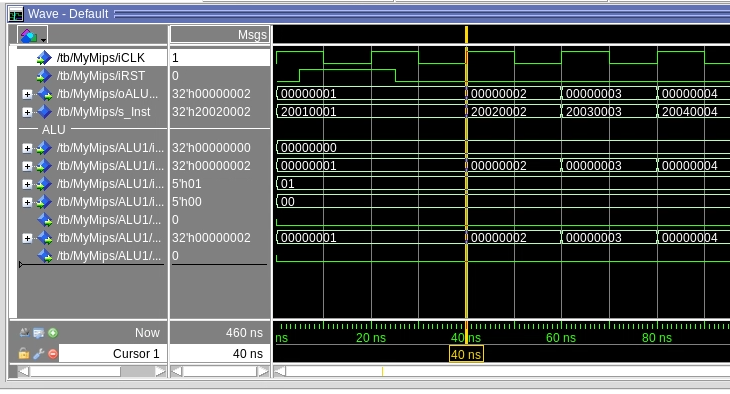 Wave - Default
Msgs
/tb/MyMips/iCLK 1
/tb/MyMips/iRST 0
/tb/MyMips/oALU... 32'h00000002 00000001 00000002 00000003 00000004
/tb/MyMips/s_Inst 32'h20020002 20010001 20020002 20030003 20040004
ALU
/tb/MyMips/ALU1/i... 32'h00000000 00000000
/tb/MyMips/ALU1/i... 32'h00000002 00000001 00000002 00000003 00000004
/tb/MyMips/ALU1/i... 5'h01 01
/tb/MyMips/ALU1/i... 5'h00 00
/tb/MyMips/ALU1/... 0
/tb/MyMips/ALU1/... 32'h00000002 00000001 00000002 00000003 00000004
/tb/MyMips/ALU1/... 0
Now 460 ns ns 20 ns 40 ns 60 ns 80 ns
Cursor 1 40 ns 40 ns